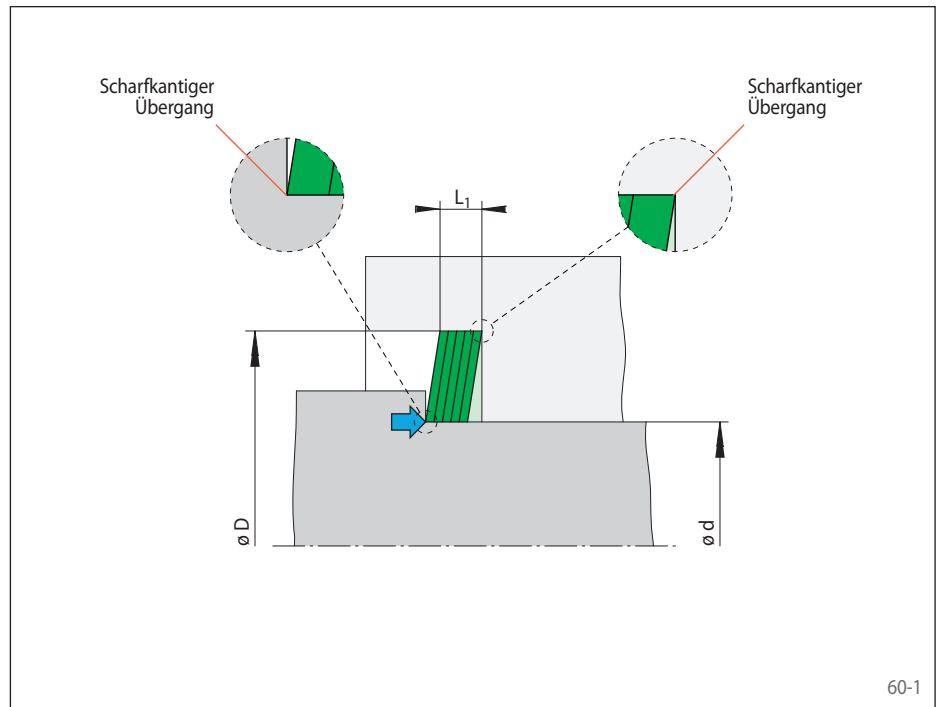 Scharfkantiger
Übergang
Scharfkantiger
Übergang
L₁
ø D
ø d
60-1